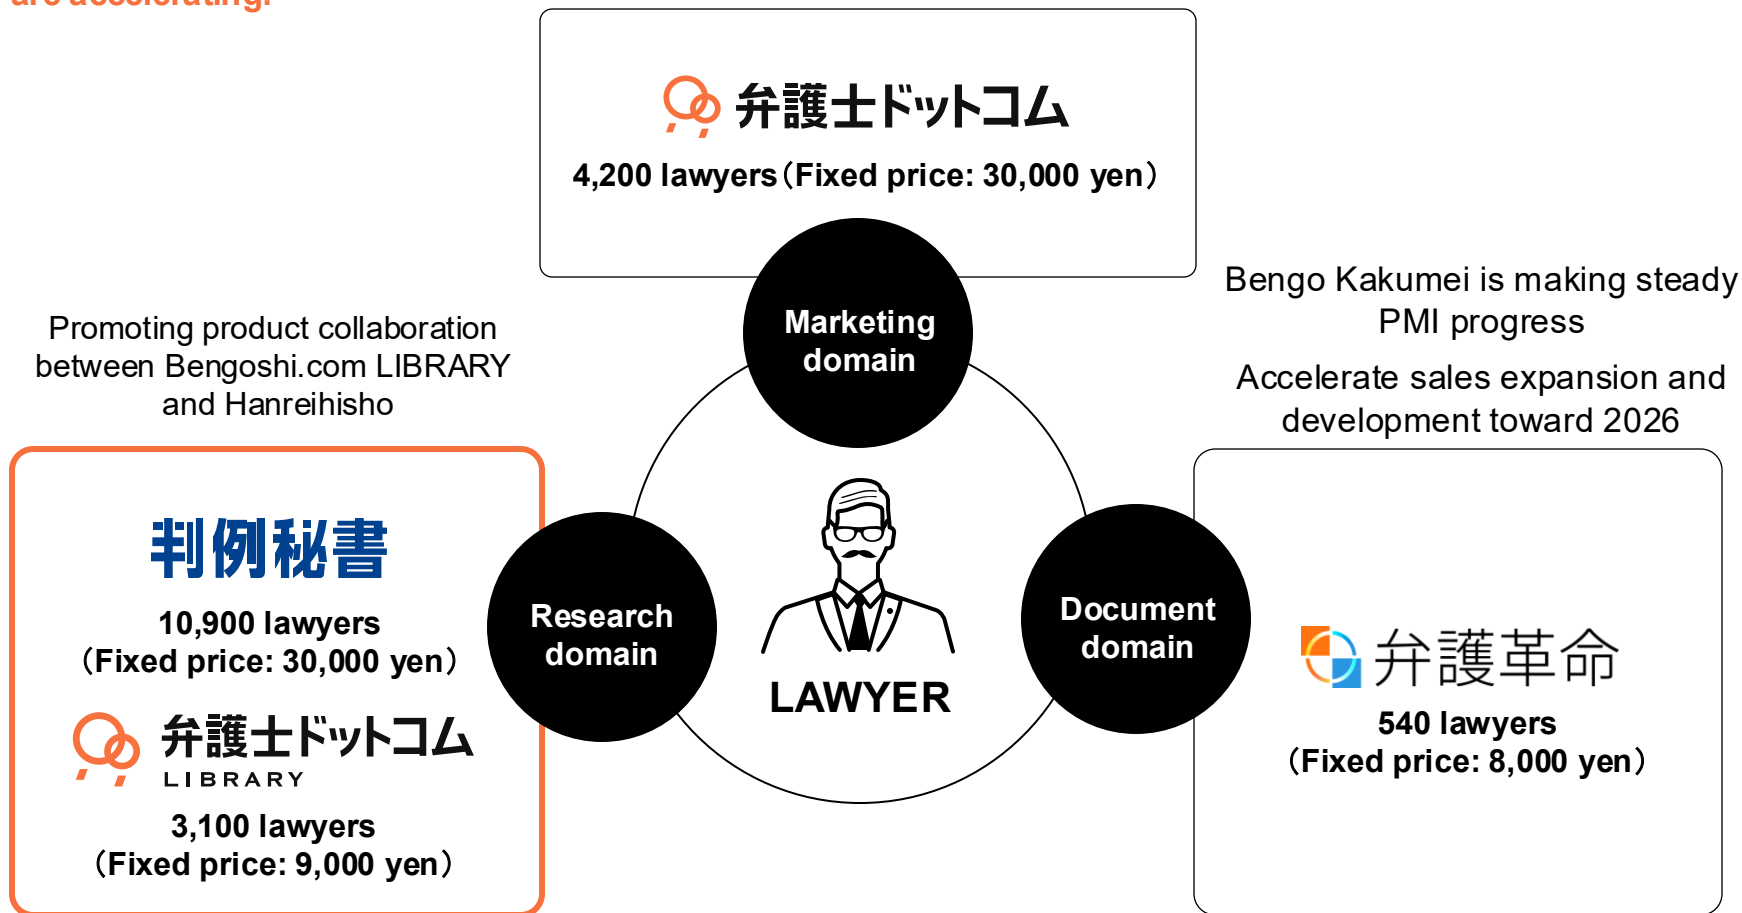 are accelerating.
弁護士ドットコム
4,200 lawyers（Fixed price: 30,000 yen）
Marketing
domain
Promoting product collaboration
between Bengoshi.com LIBRARY
and Hanreihisho
Bengo Kakumei is making steady
PMI progress
Accelerate sales expansion and
development toward 2026
判例秘書
10,900 lawyers
（Fixed price: 30,000 yen）
弁護士ドットコム
LIBRARY
3,100 lawyers
（Fixed price: 9,000 yen）
Research
domain
LAWYER
Document
domain
弁護革命
540 lawyers
（Fixed price: 8,000 yen）